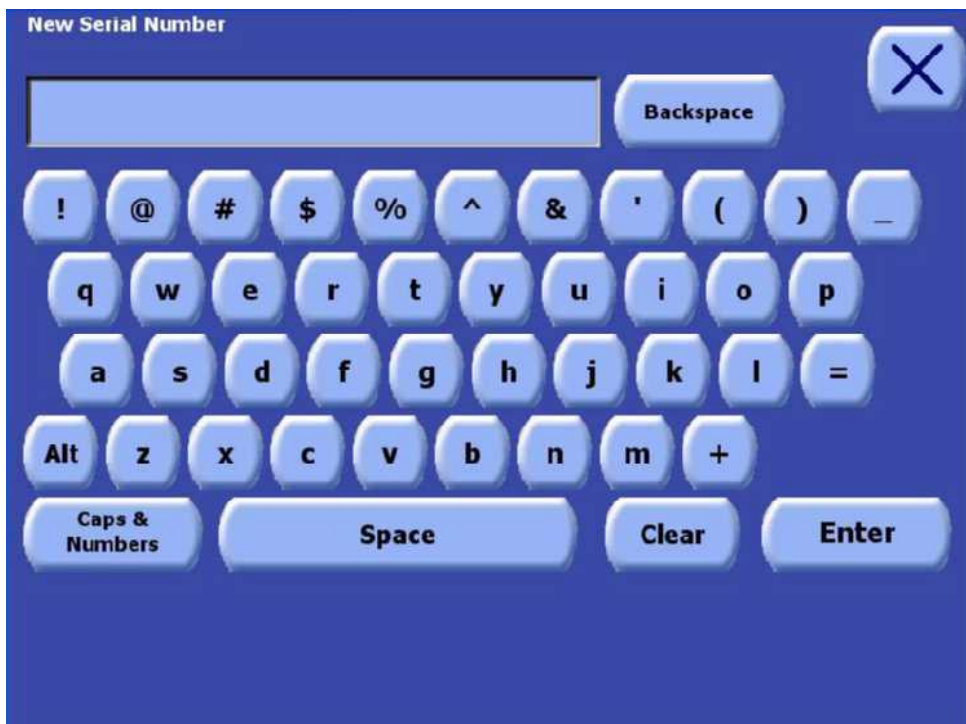 New Serial Number
Backspace
! @ # $ % ^ & ' ( ) _
q w e r t y u i o p
a s d f g h j k l =
Alt z x c v b n m +
Caps &
Numbers Space Clear Enter